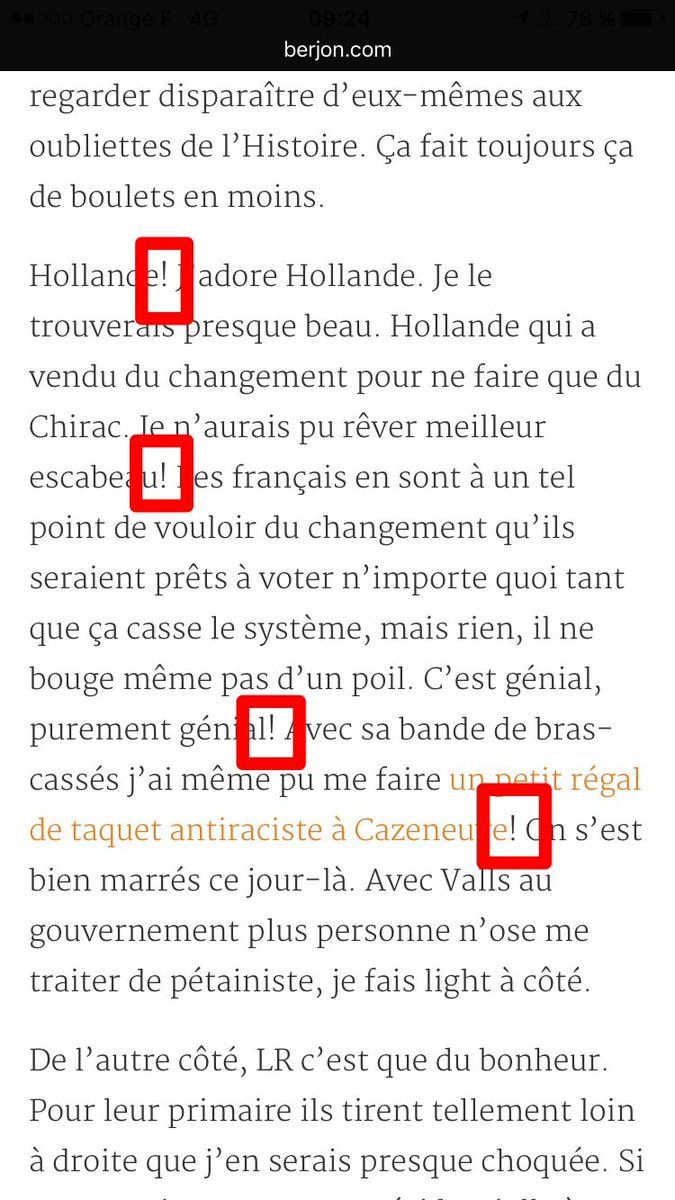 Orange F 4G 09:24 78 %
berjon.com
regarder disparaître d’eux-mêmes aux
oubliettes de l’Histoire. Ça fait toujours ça
de boulets en moins.
Hollande! J’adore Hollande. Je le
trouverais presque beau. Hollande qui a
vendu du changement pour ne faire que du
Chirac. Je n’aurais pu rêver meilleur
escabeau! Les français en sont à un tel
point de vouloir du changement qu’ils
seraient prêts à voter n’importe quoi tant
que ça casse le système, mais rien, il ne
bouge même pas d’un poil. C’est génial,
purement génial! Avec sa bande de bras-
cassés j’ai même pu me faire un petit régal
de taquet antiraciste à Cazeneuve! On s’est
bien marrés ce jour-là. Avec Valls au
gouvernement plus personne n’ose me
traiter de pétainiste, je fais light à côté.
De l’autre côté, LR c’est que du bonheur.
Pour leur primaire ils tirent tellement loin
à droite que j’en serais presque choquée. Si